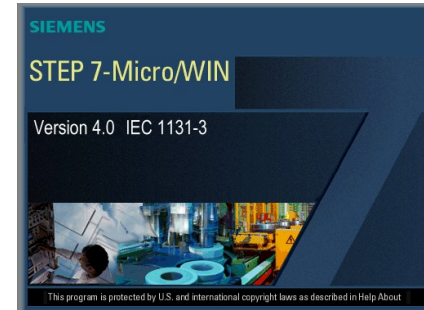 SIEMENS
STEP 7-Micro/WIN
Version 4.0 IEC 1131-3
This program is protected by U.S. and international copyright laws as described in Help About